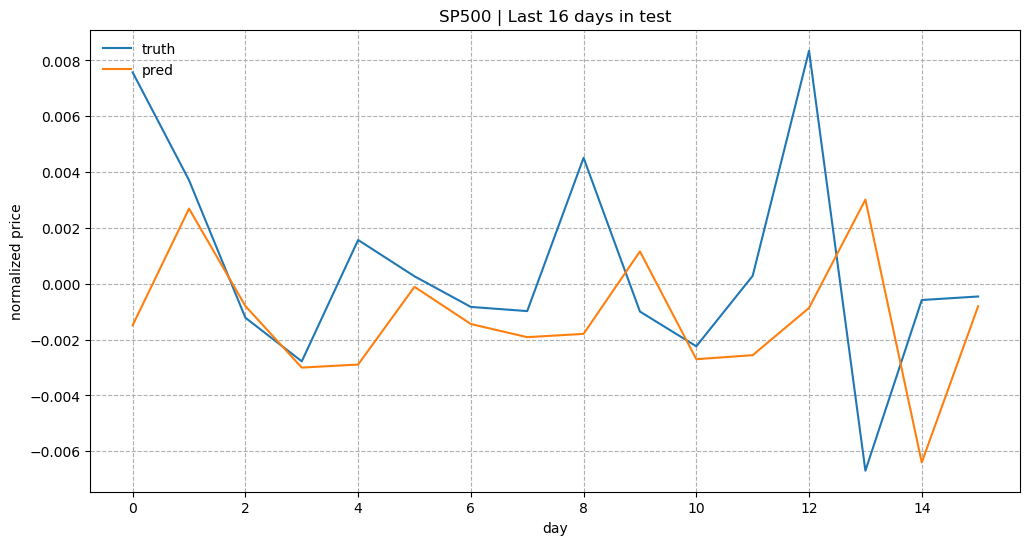 SP500 | Last 16 days in test
truth
pred
normalized price
0.008
0.006
0.004
0.002
0.000
−0.002
−0.004
−0.006
0 2 4 6 8 10 12 14
day